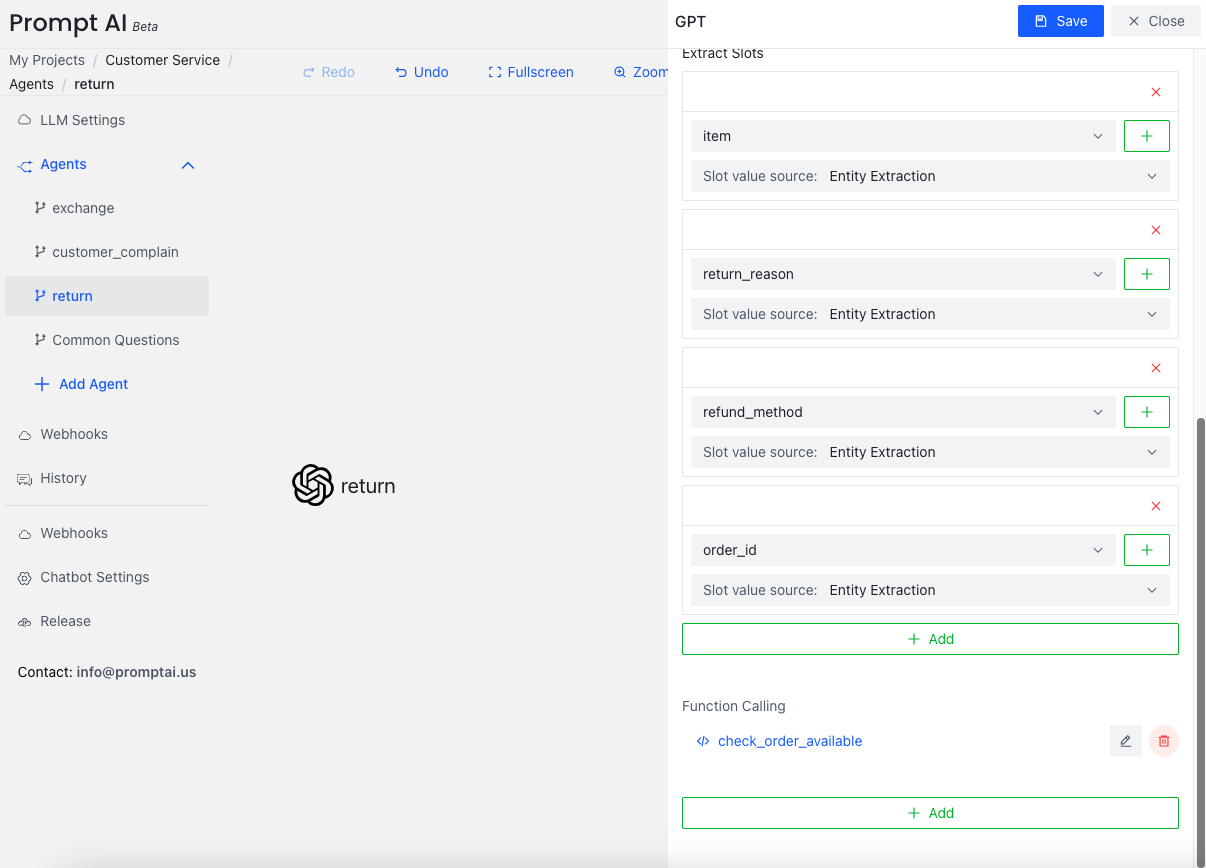 Prompt AI Beta
My Projects / Customer Service /
Agents / return
Redo
Undo
Fullscreen
Zoom
LLM Settings
Agents
exchange
customer_complain
return
Common Questions
Add Agent
Webhooks
History
Webhooks
Chatbot Settings
Release
Contact: info@promptai.us
return
GPT
Save
Close
Extract Slots
item
Slot value source: Entity Extraction
return_reason
Slot value source: Entity Extraction
refund_method
Slot value source: Entity Extraction
order_id
Slot value source: Entity Extraction
Add
Function Calling
check_order_available
Add